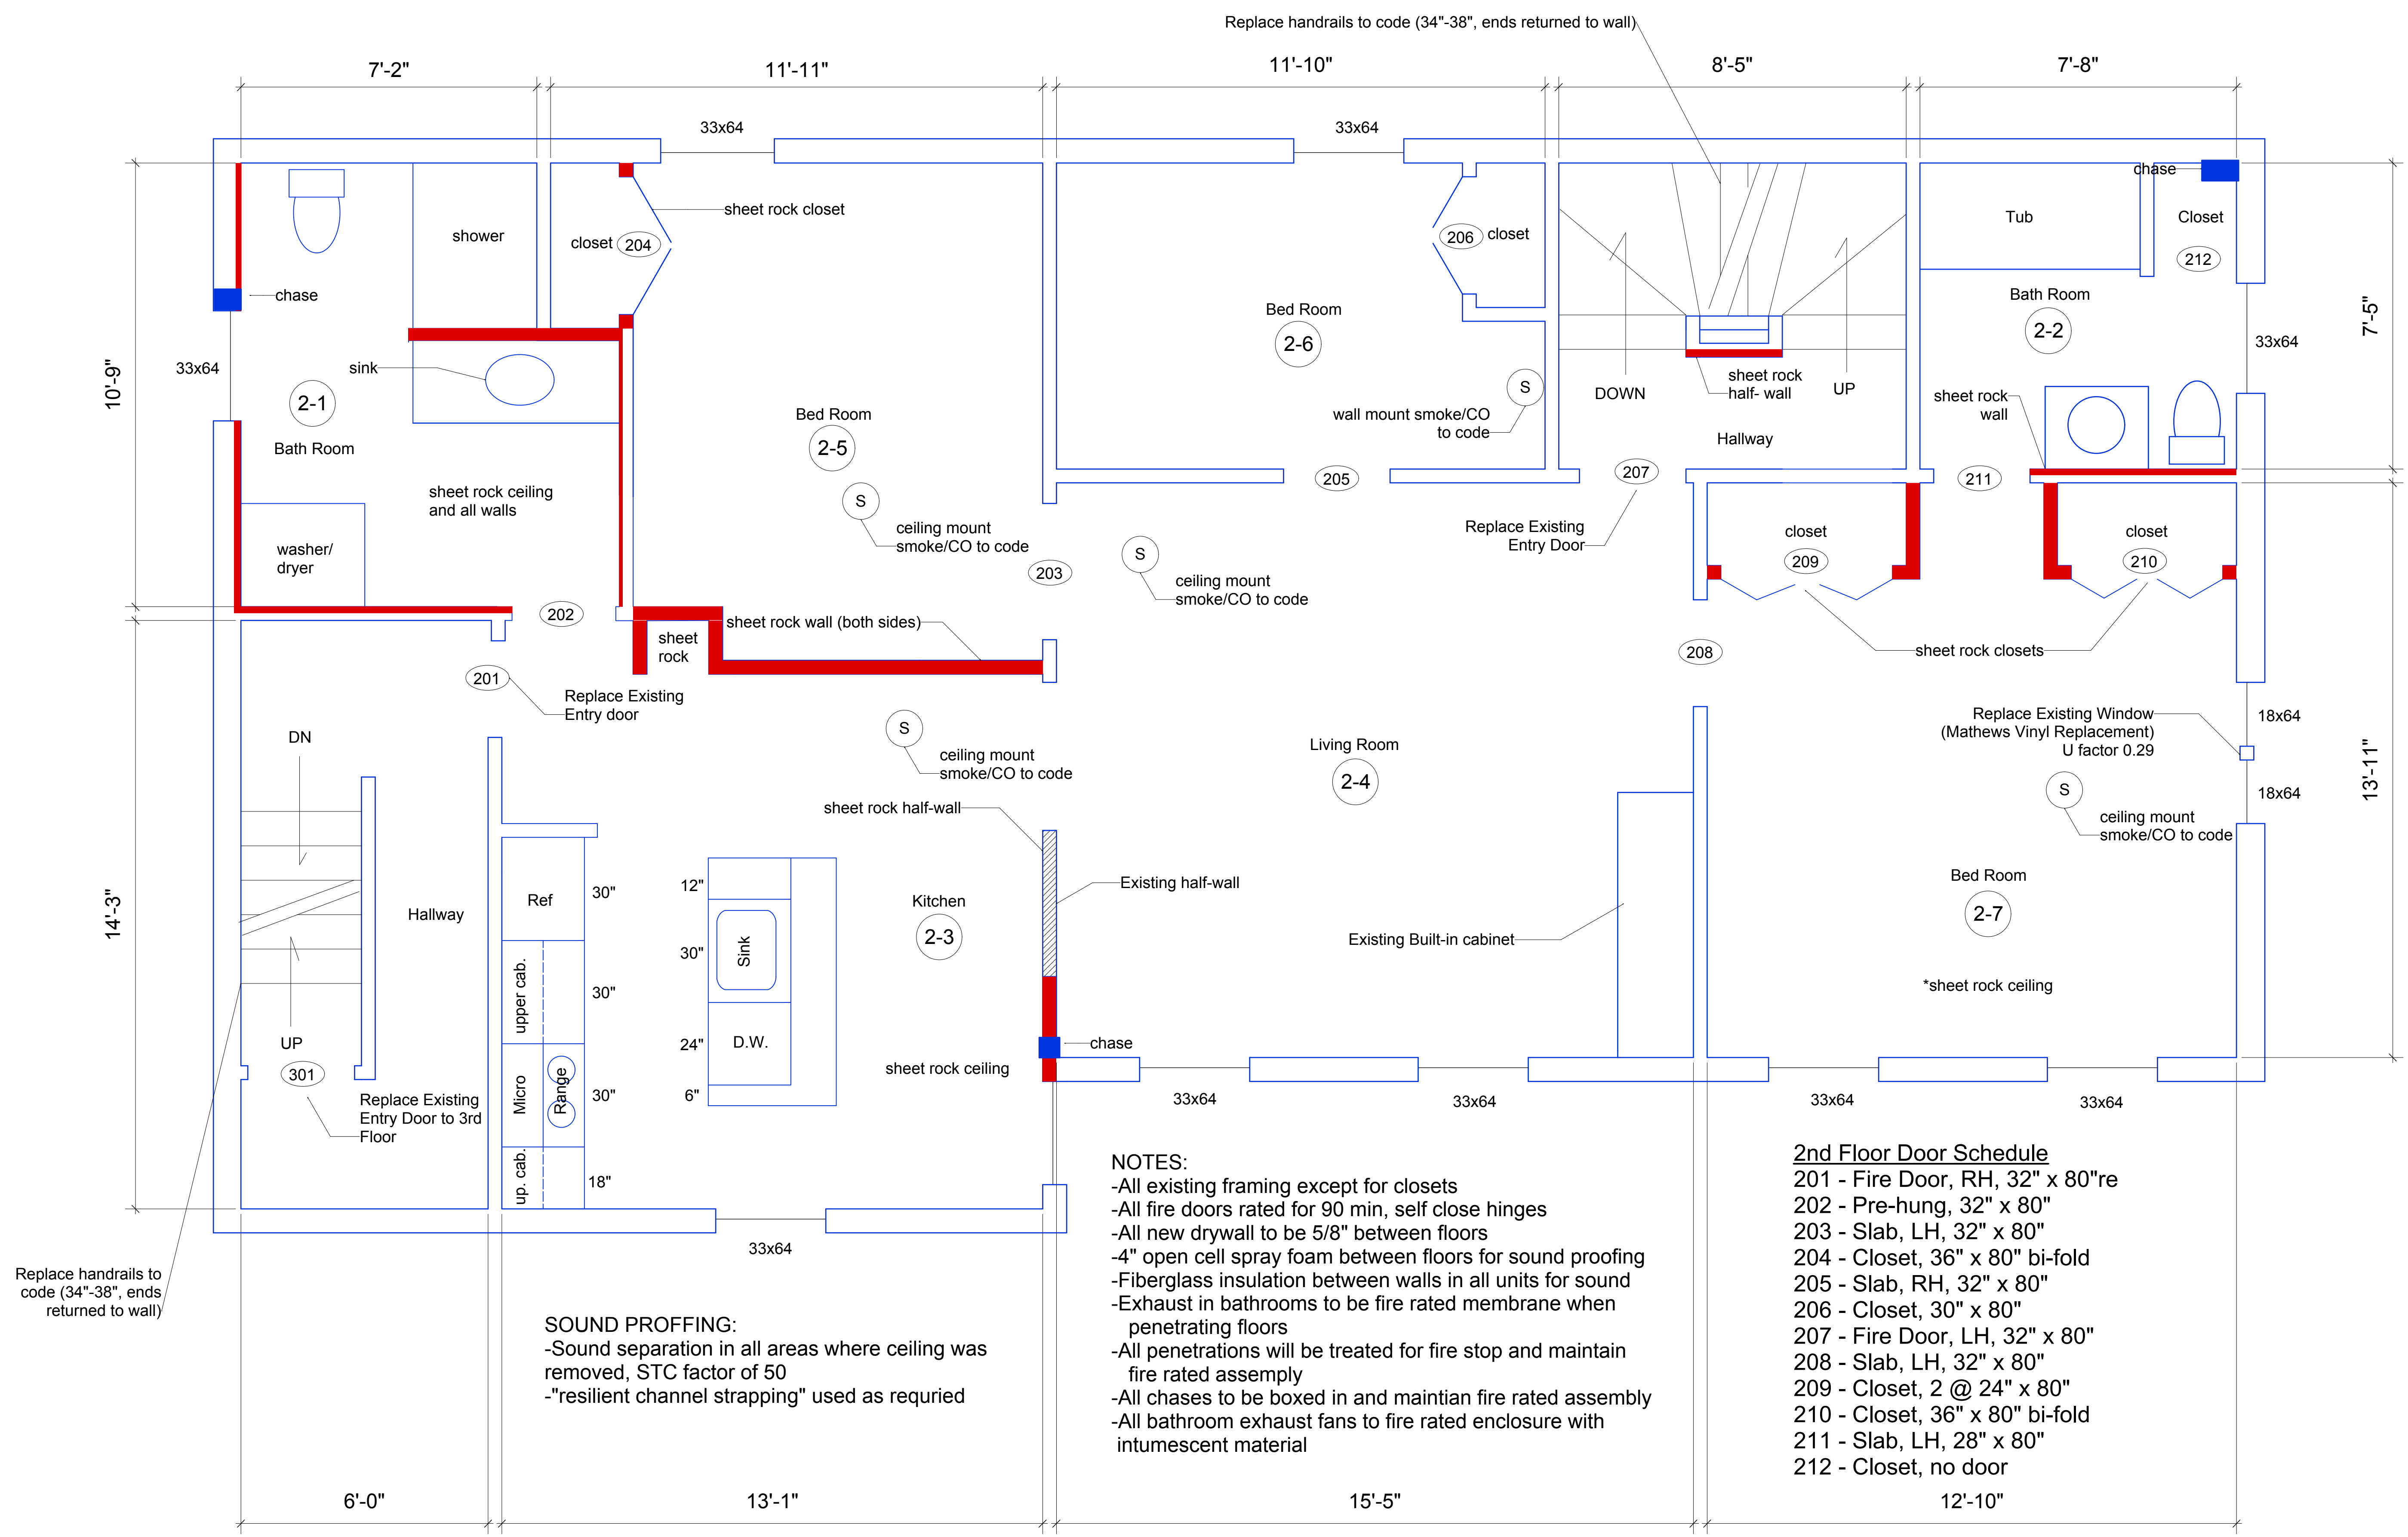 Replace handrails to code (34"-38", ends returned to wall)
7'-2"
11'-11"
11'-10"
8'-5"
7'-8"
33x64
33x64
chase
sheet rock closet
shower
closet
204
206
closet
Tub
Closet
212
chase
Bed Room
2-6
Bath Room
2-2
7'-5"
33x64
33x64
10'-9"
sink
2-1
Bath Room
Bed Room
2-5
S
wall mount smoke/CO
to code
DOWN
sheet rock
half- wall
UP
sheet rock
wall
Hallway
sheet rock ceiling
and all walls
S
ceiling mount
smoke/CO to code
205
207
211
washer/
dryer
203
S
ceiling mount
smoke/CO to code
Replace Existing
Entry Door
closet
209
closet
210
202
sheet rock wall (both sides)
sheet
rock
208
sheet rock closets
201
Replace Existing
Entry door
DN
S
ceiling mount
smoke/CO to code
Living Room
2-4
Replace Existing Window
(Mathews Vinyl Replacement)
U factor 0.29
18x64
18x64
13'-11"
S
ceiling mount
smoke/CO to code
sheet rock half-wall
Existing half-wall
14'-3"
Hallway
Ref
30"
12"
Kitchen
2-3
Bed Room
2-7
upper cab.
30"
30"
Sink
Existing Built-in cabinet
*sheet rock ceiling
UP
301
24"
D.W.
chase
Micro
Range
30"
6"
sheet rock ceiling
Replace Existing
Entry Door to 3rd
Floor
33x64
33x64
33x64
33x64
up. cab.
18"
33x64
Replace handrails to
code (34"-38", ends
returned to wall)
SOUND PROFFING:
-Sound separation in all areas where ceiling was
removed, STC factor of 50
-"resilient channel strapping" used as requried
NOTES:
-All existing framing except for closets
-All fire doors rated for 90 min, self close hinges
-All new drywall to be 5/8" between floors
-4" open cell spray foam between floors for sound proofing
-Fiberglass insulation between walls in all units for sound
-Exhaust in bathrooms to be fire rated membrane when
penetrating floors
-All penetrations will be treated for fire stop and maintain
fire rated assemply
-All chases to be boxed in and maintian fire rated assembly
-All bathroom exhaust fans to fire rated enclosure with
intumescent material
2nd Floor Door Schedule
201 - Fire Door, RH, 32" x 80"re
202 - Pre-hung, 32" x 80"
203 - Slab, LH, 32" x 80"
204 - Closet, 36" x 80" bi-fold
205 - Slab, RH, 32" x 80"
206 - Closet, 30" x 80"
207 - Fire Door, LH, 32" x 80"
208 - Slab, LH, 32" x 80"
209 - Closet, 2 @ 24" x 80"
210 - Closet, 36" x 80" bi-fold
211 - Slab, LH, 28" x 80"
212 - Closet, no door
6'-0"
13'-1"
15'-5"
12'-10"